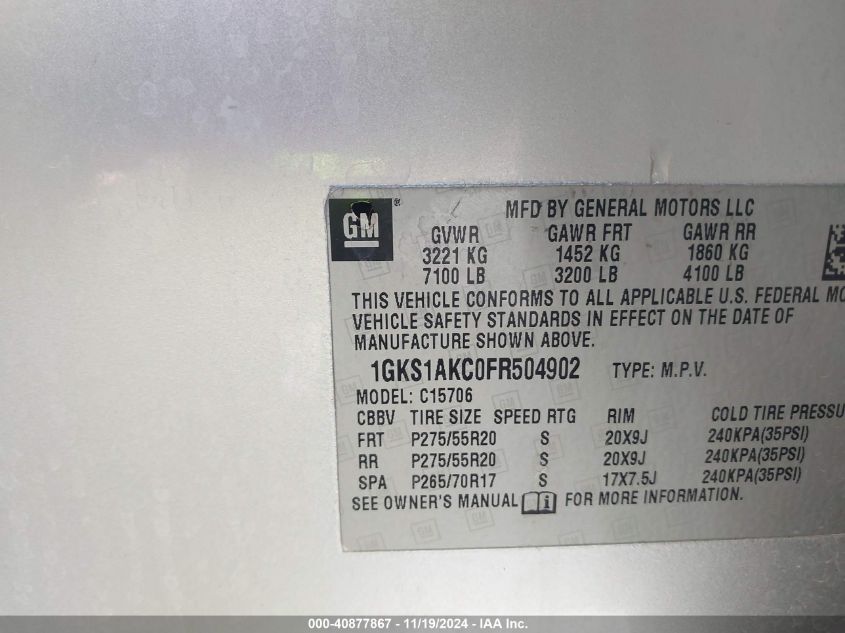 GM®
MFD BY GENERAL MOTORS LLC
GVWR GAWR FRT GAWR RR
3221 KG 1452 KG 1860 KG
7100 LB 3200 LB 4100 LB
THIS VEHICLE CONFORMS TO ALL APPLICABLE U.S. FEDERAL MO
VEHICLE SAFETY STANDARDS IN EFFECT ON THE DATE OF
MANUFACTURE SHOWN ABOVE.
1GKS1AKC0FR504902 TYPE: M.P.V.
MODEL: C15706
CBBV TIRE SIZE SPEED RTG RIM COLD TIRE PRESSU
FRT P275/55R20 S 20X9J 240KPA(35PSI)
RR P275/55R20 S 20X9J 240KPA(35PSI)
SPA P265/70R17 S 17X7.5J 240KPA(35PSI)
SEE OWNER'S MANUAL i FOR MORE INFORMATION.
000-40877867 - 11/19/2024 - IAA Inc.